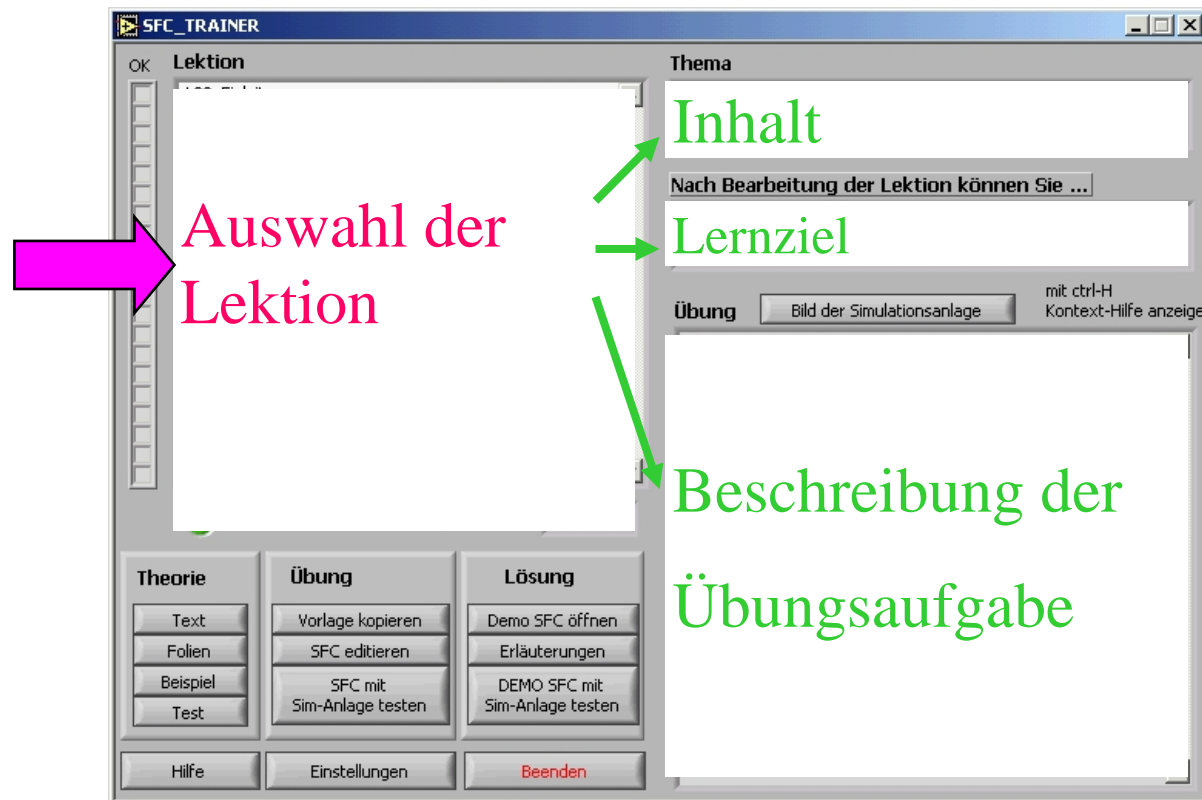 SFC_TRAINER
OK
Lektion
Auswahl der
Lektion
Thema
Inhalt
Nach Bearbeitung der Lektion können Sie ...
Lernziel
Übung
Bild der Simulationsanlage
mit ctrl-H
Kontext-Hilfe anzeige
Beschreibung der
Übungsaufgabe
Theorie
Text
Folien
Beispiel
Test
Übung
Vorlage kopieren
SFC editieren
SFC mit
Sim-Anlage testen
Lösung
Demo SFC öffnen
Erläuterungen
DEMO SFC mit
Sim-Anlage testen
Hilfe
Einstellungen
Beenden